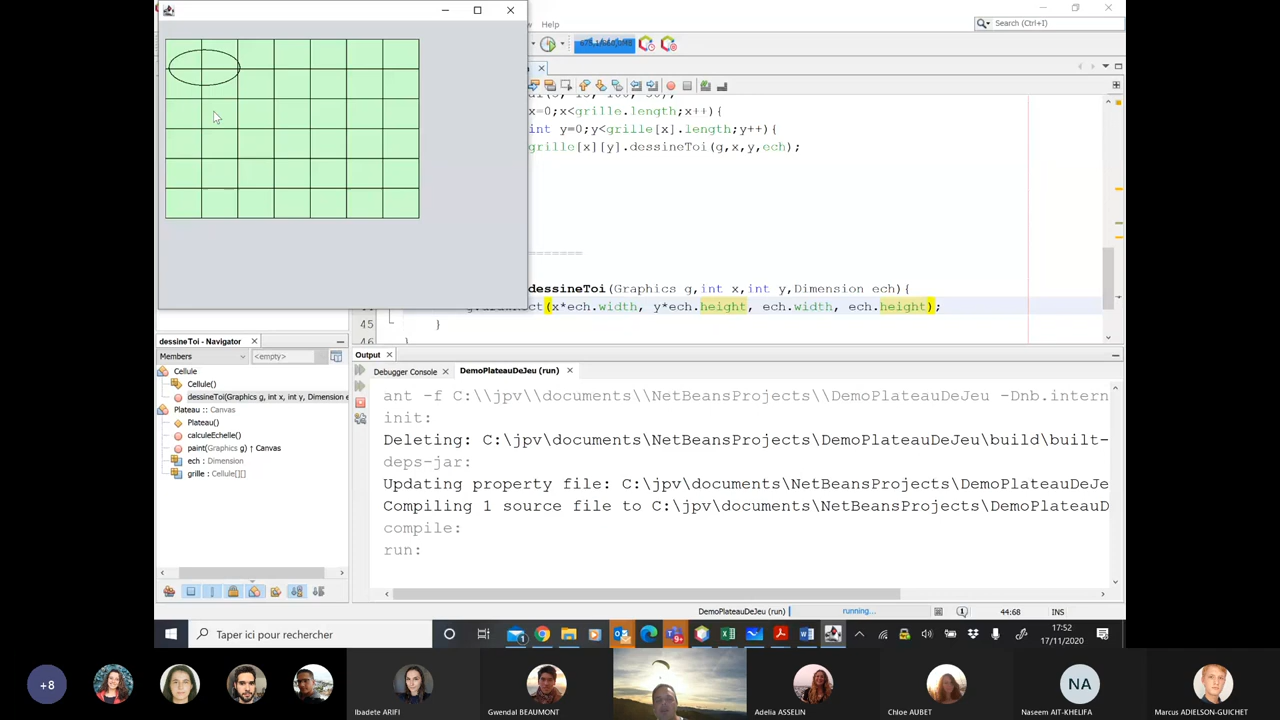 Help
Search (Ctrl+I)
x=0;x<grille.length;x++){
int y=0;y<grille[x].length;y++){
grille[x][y].dessineToi(g,x,y,ech);
dessineToi(Graphics g,int x,int y,Dimension ech){
(x*ech.width, y*ech.height, ech.width, ech.height);
45 }
dessineToi - Navigator
Members <empty>
Cellule
Cellule()
dessineToi(Graphics g, int x, int y, Dimension e
Plateau :: Canvas
Plateau()
calculeEchelle()
paint(Graphics g) ↑ Canvas
ech : Dimension
grille : Cellule[][]
Output
Debugger Console DemoPlateauDeJeu (run)
ant -f C:\\jpv\\documents\\NetBeansProjects\\DemoPlateauDeJeu -Dnb.intern
init:
Deleting: C:\jpv\documents\NetBeansProjects\DemoPlateauDeJeu\build\built-
deps-jar:
Updating property file: C:\jpv\documents\NetBeansProjects\DemoPlateauDeJe
Compiling 1 source file to C:\jpv\documents\NetBeansProjects\DemoPlateauD
compile:
run:
DemoPlateauDeJeu (run) running... 1 44:68 INS
Taper ici pour rechercher
17:52
17/11/2020
+8
NA
Ibadete ARIFI
Gwendal BEAUMONT
Adelia ASSELIN
Chloe AUBET
Naseem AIT-KHELIFA
Marcus ADIELSON-GUICHET